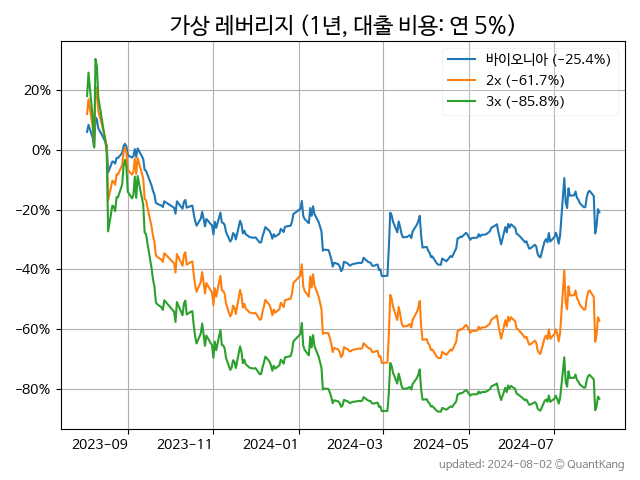 가상 레버리지 (1년, 대출 비용: 연 5%)
바이오니아 (−25.4%)
2x (−61.7%)
3x (−85.8%)
20%
0%
−20%
−40%
−60%
−80%
2023-09 2023-11 2024-01 2024-03 2024-05 2024-07
updated: 2024-08-02 © QuantKang